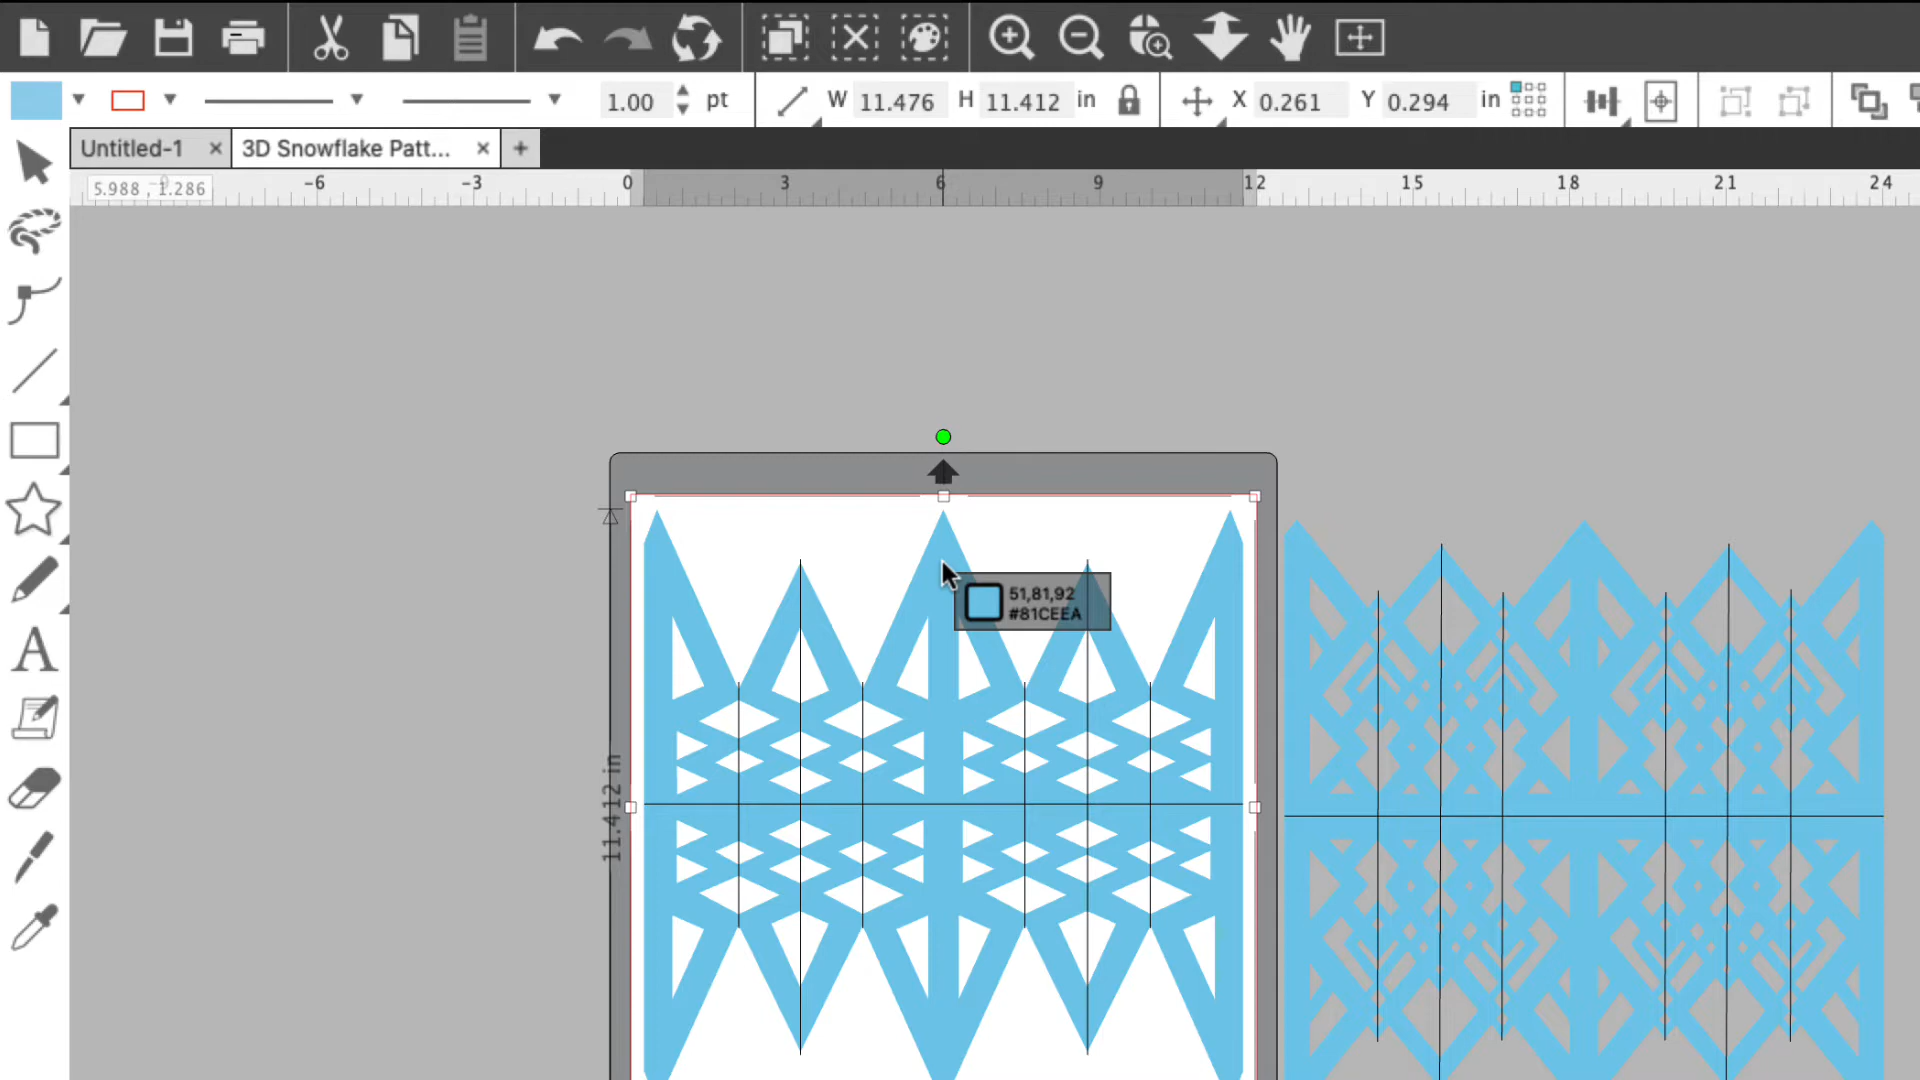 1.00 pt W 11.476 H 11.412 in X 0.261 Y 0.294 in
Untitled-1 × 3D Snowflake Patt... × +
5.988 , 1.286
-6 -3 0 3 6 9 12 15 18 21 24
51,81,92
#81CEEA
11.412 in
A